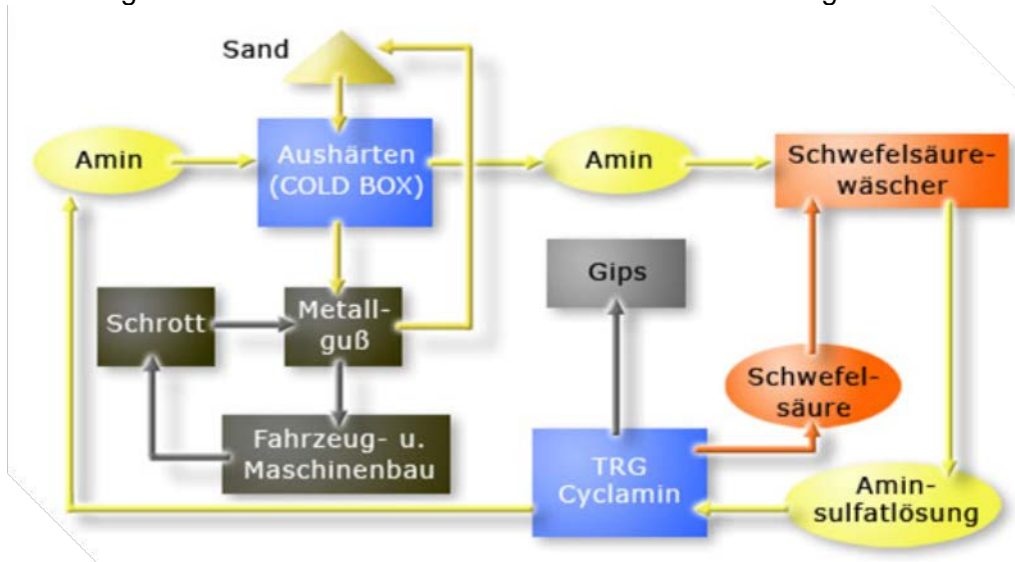 Sand
Amin
Aushärten
(COLD BOX)
Amin
Schwefelsäure-
wäscher
Gips
Schrott
Metall-
guß
Schwefel-
säure
Fahrzeug- u.
Maschinenbau
TRG
Cyclamin
Amin-
sulfatlösung